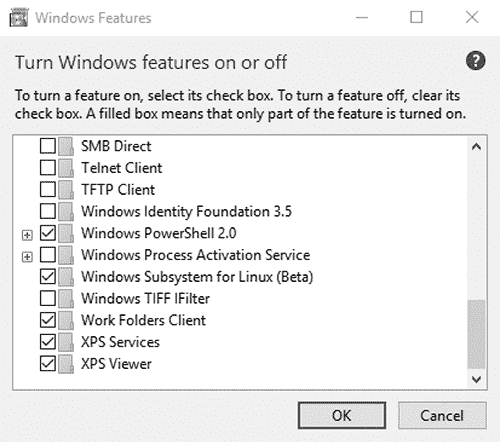 Windows Features
Turn Windows features on or off
To turn a feature on, select its check box. To turn a feature off, clear its
check box. A filled box means that only part of the feature is turned on.
SMB Direct
Telnet Client
TFTP Client
Windows Identity Foundation 3.5
Windows PowerShell 2.0
Windows Process Activation Service
Windows Subsystem for Linux (Beta)
Windows TIFF IFilter
Work Folders Client
XPS Services
XPS Viewer
OK Cancel